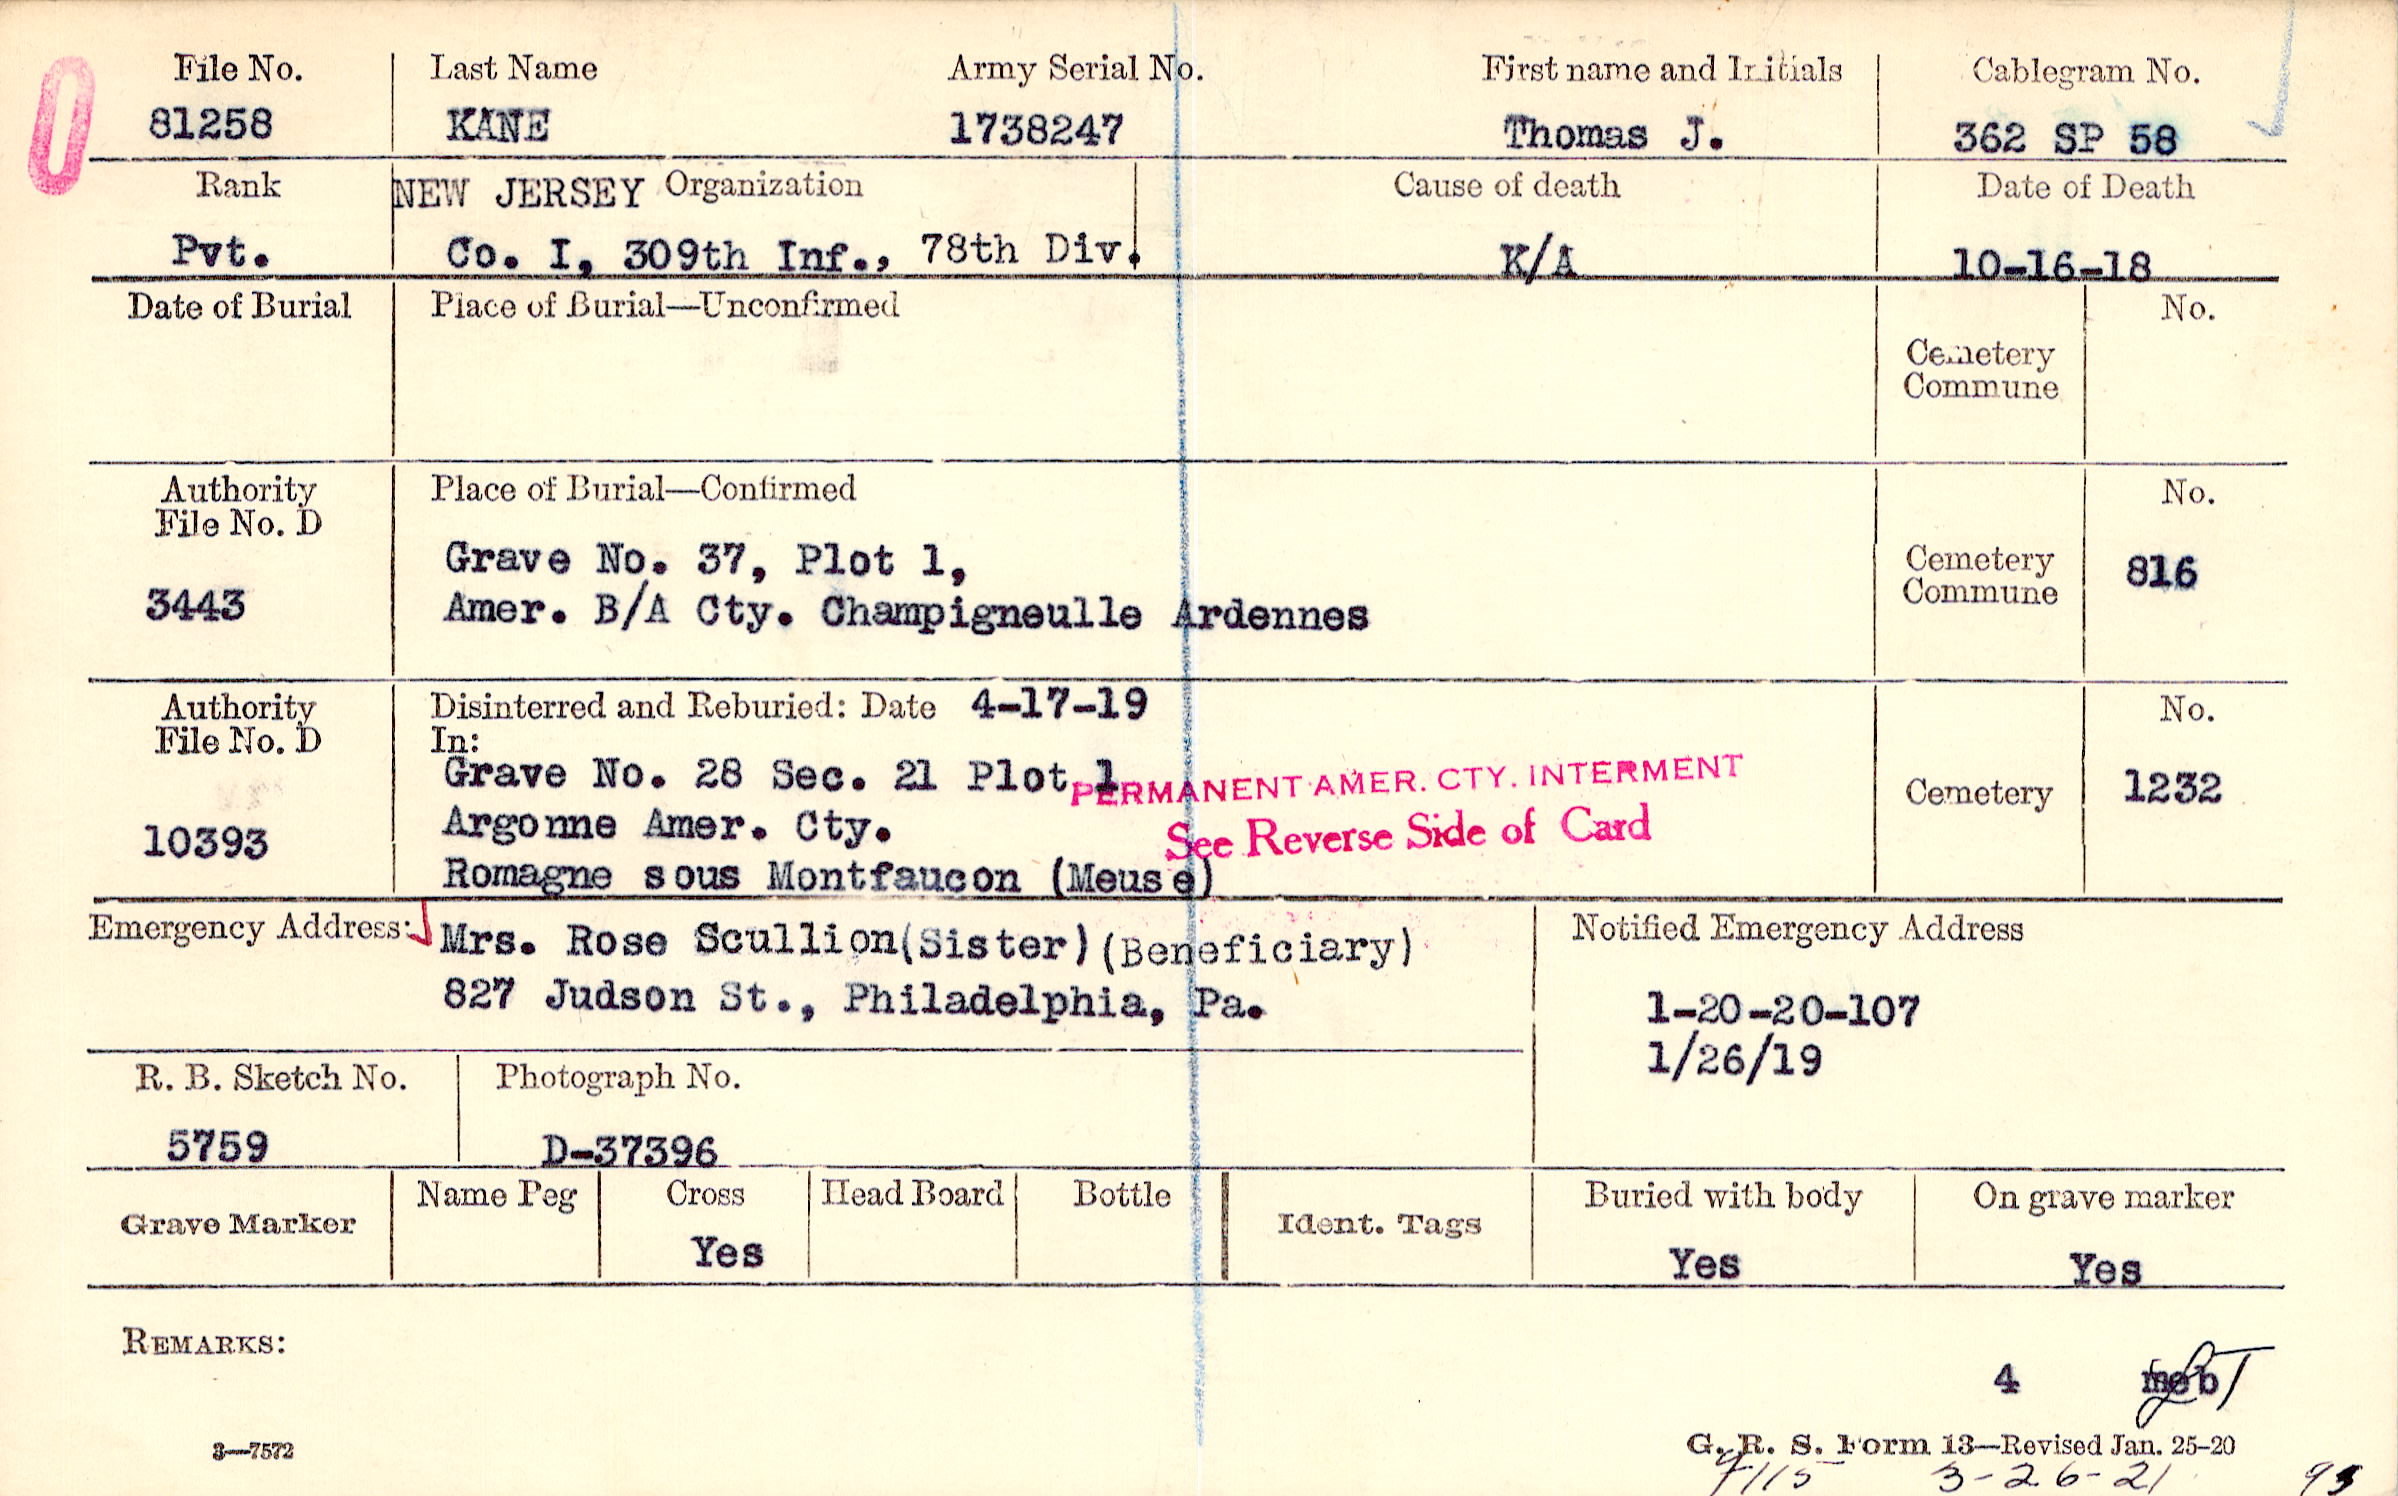 File No. Last Name Army Serial No. First name and Initials Cablegram No.
81258 KANE 1738247 Thomas J. 362 SP 58
Rank NEW JERSEY Organization Cause of death Date of Death
Pvt. Co. I, 309th Inf., 78th Div. K/A 10-16-18
Date of Burial Place of Burial—Unconfirmed No.
Cemetery
Commune
Authority Place of Burial—Confirmed No.
File No. D
Grave No. 37, Plot 1, Cemetery 816
3443 Amer. B/A Cty. Champigneulle Ardennes Commune
Authority Disinterred and Reburied: Date 4-17-19 No.
File No. D In:
Grave No. 28 Sec. 21 Plot 1 PERMANENT AMER. CTY. INTERMENT Cemetery 1232
10393 Argonne Amer. Cty. See Reverse Side of Card
Romagne sous Montfaucon (Meuse)
Emergency Address: Mrs. Rose Scullion(Sister)(Beneficiary) Notified Emergency Address
827 Judson St., Philadelphia, Pa. 1-20-20-107
1/26/19
R. B. Sketch No. Photograph No.
5759 D-37396
Grave Marker Name Peg Cross Head Board Bottle Ident. Tags Buried with body On grave marker
Yes Yes Yes
REMARKS:
4
3—7572 G. R. S. Form 13—Revised Jan. 25-20
3-26-21